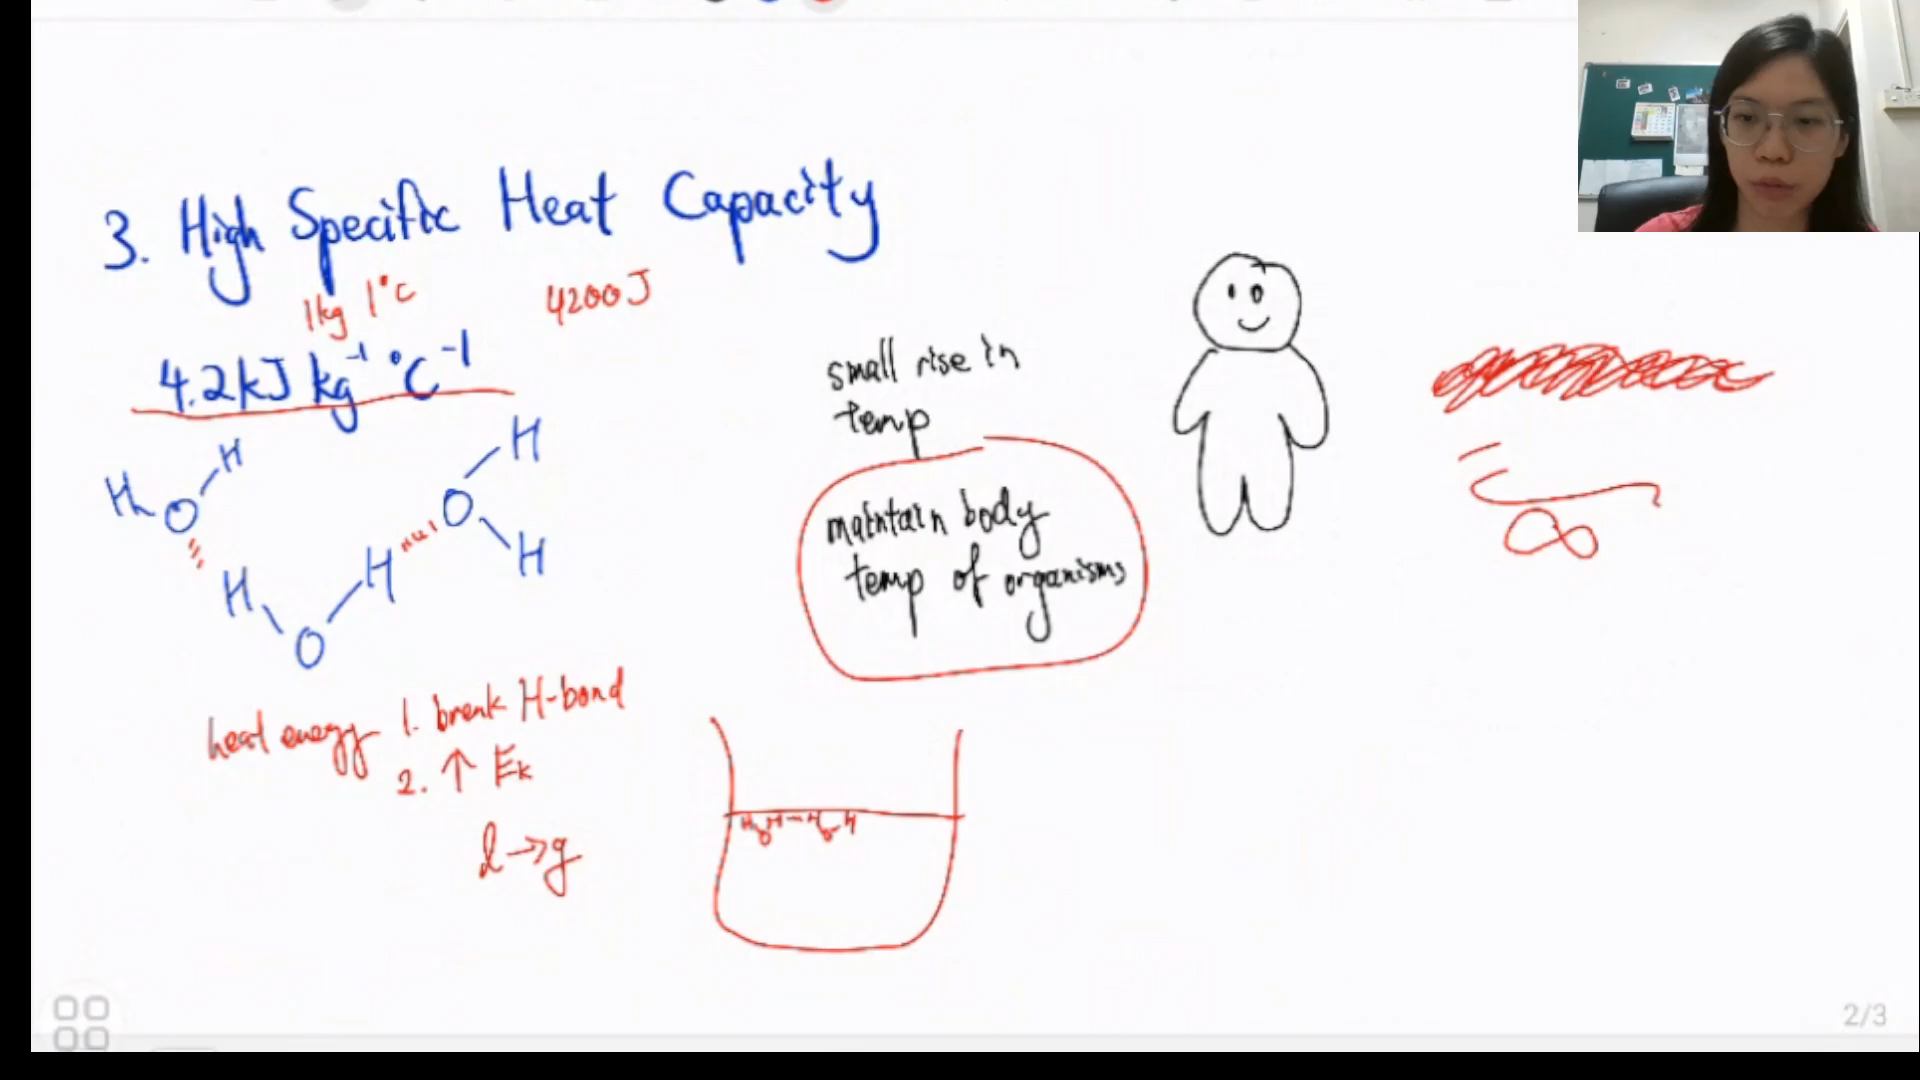 3. High Specific Heat Capacity
1kg 1°C
4200J
4.2kJ kg⁻¹ °C⁻¹
small rise in
temp
maintain body
temp of organisms
H O H
H O H
H O H
heat energy 1. break H-bond
2. ↑ Eₖ
l → g
H O H - H O H
∞
2/3